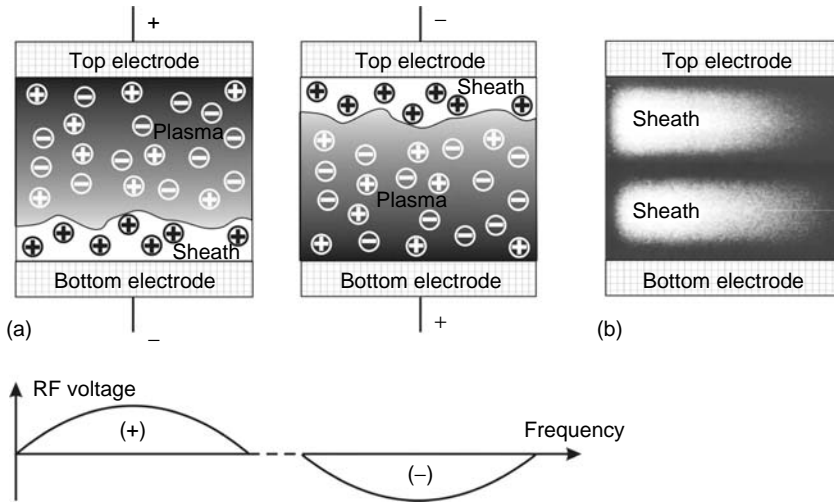 +
−
Top electrode
Top electrode
Top electrode
Sheath
Plasma
Sheath
Plasma
Sheath
Sheath
Bottom electrode
Bottom electrode
Bottom electrode
(a)
−
+
(b)
RF voltage
(+)
Frequency
(−)